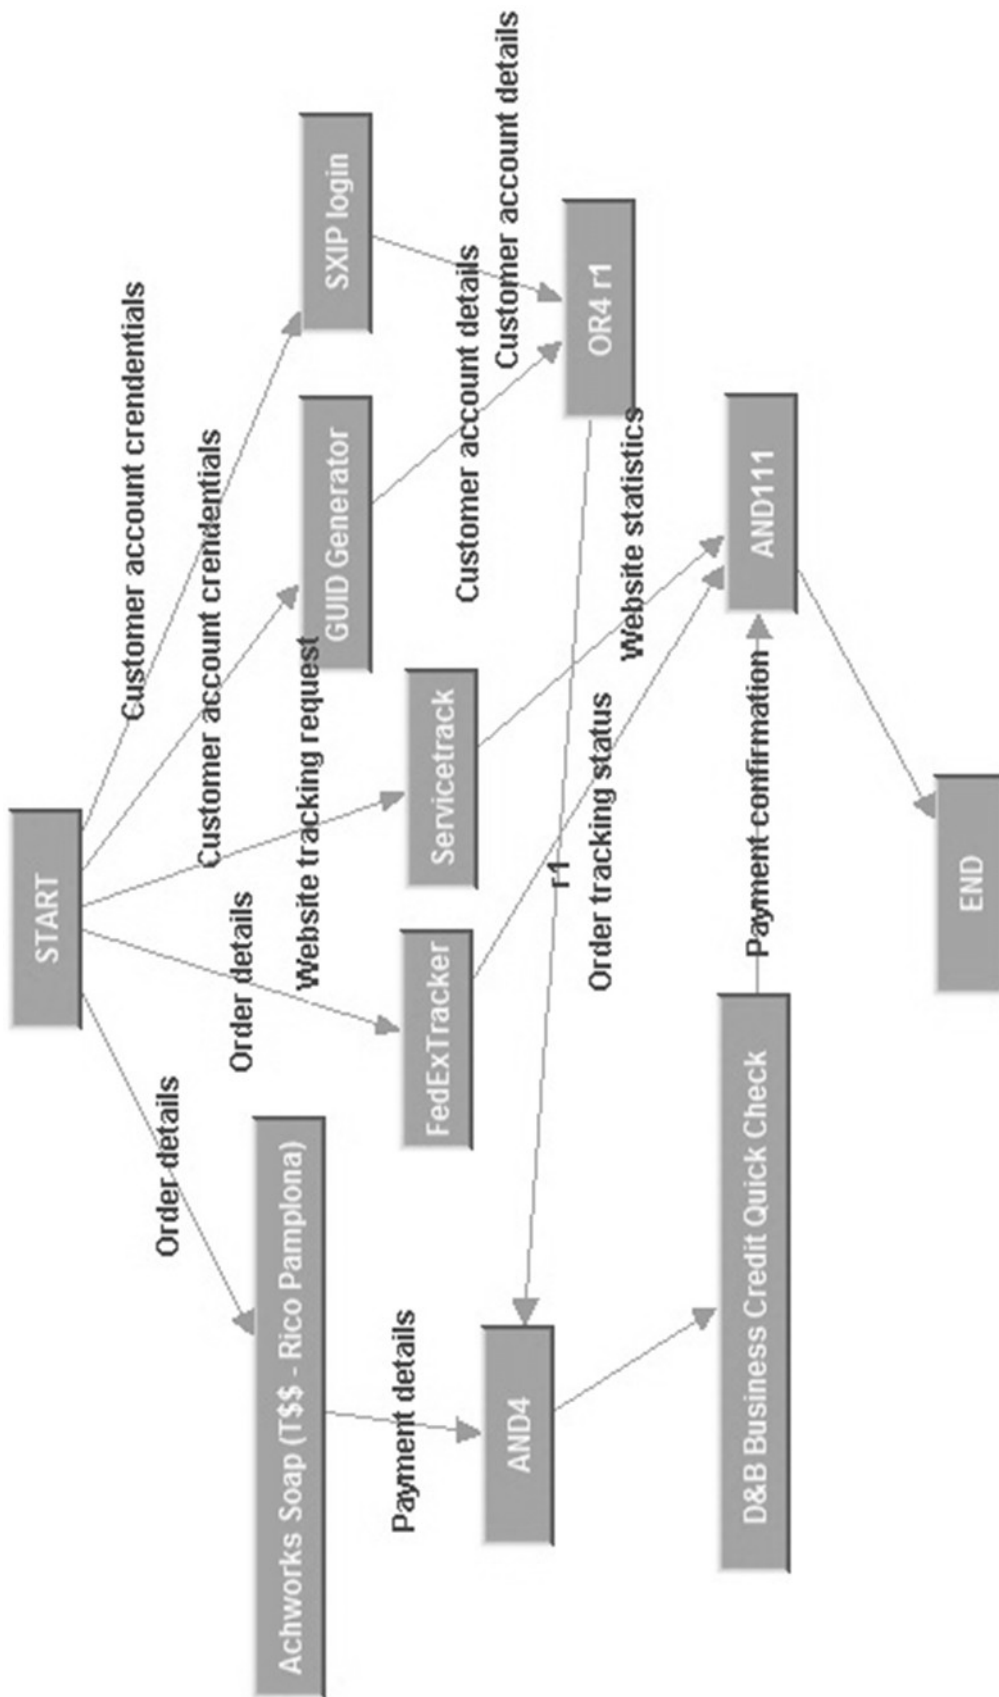 START
Customer account crendentials
Customer account crendentials
Website tracking request
Order details
Order details
SXIP login
GUID Generator
Servicetrack
FedExTracker
Achworks Soap (T$$ - Rico Pamplona)
Customer account details
Customer account details
Payment details
OR4 r1
AND4
r1
Website statistics
Order tracking status
AND111
D&B Business Credit Quick Check
Payment confirmation
END